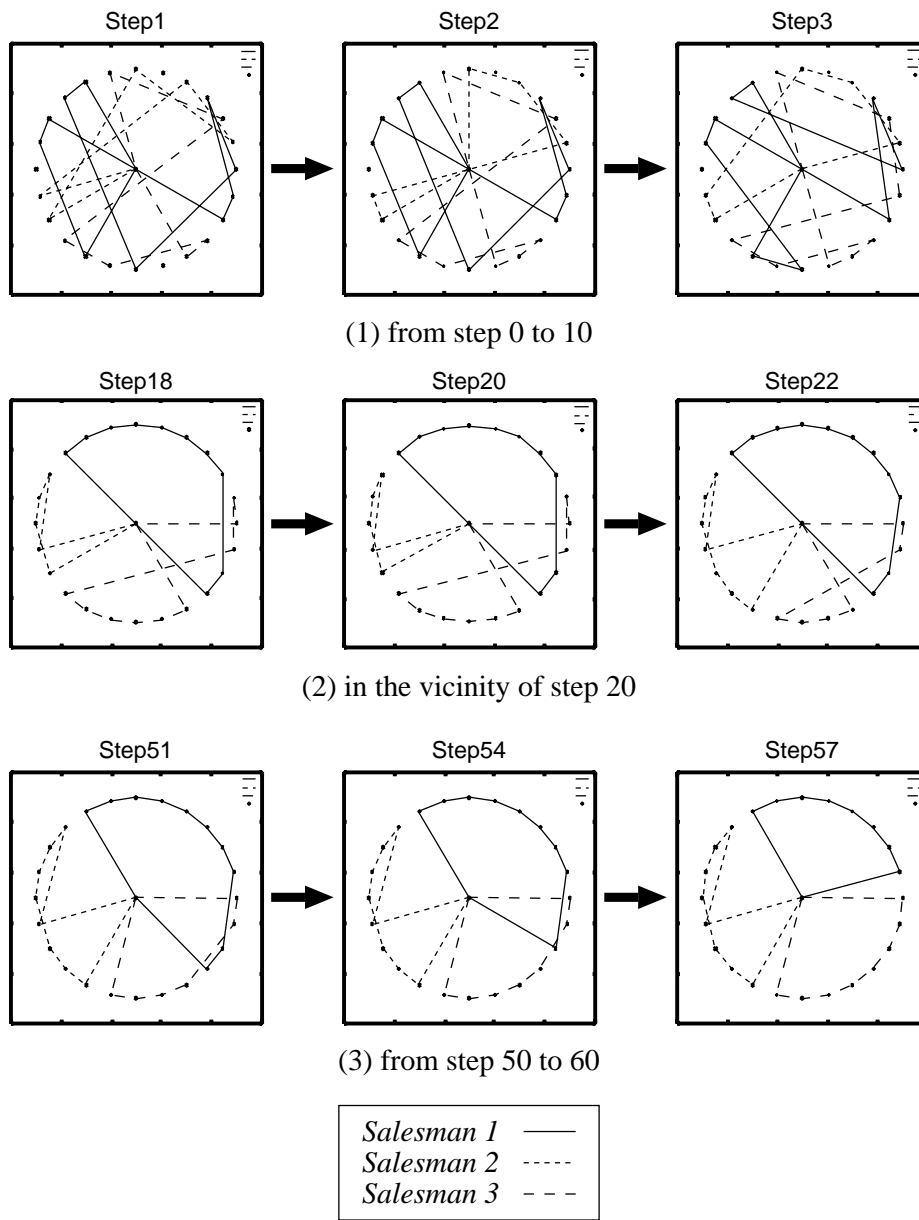 Step1
Step2
Step3
(1) from step 0 to 10
Step18
Step20
Step22
(2) in the vicinity of step 20
Step51
Step54
Step57
(3) from step 50 to 60
Salesman 1
Salesman 2
Salesman 3